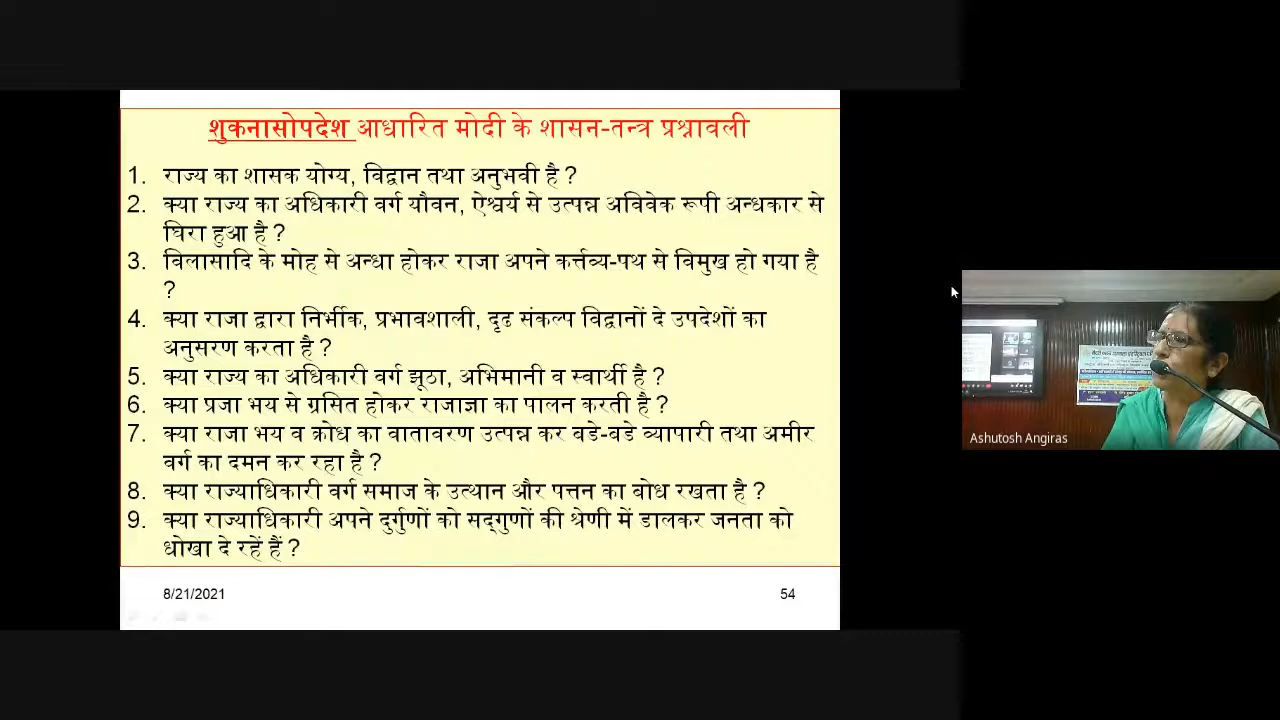 शुकनासोपदेश आधारित मोदी के शासन-तन्त्र प्रश्नावली
1. राज्य का शासक योग्य, विद्वान तथा अनुभवी है ?
2. क्या राज्य का अधिकारी वर्ग यौवन, ऐश्वर्य से उत्पन्न अविवेक रूपी अन्धकार से
घिरा हुआ है ?
3. विलासादि के मोह से अन्धा होकर राजा अपने कर्त्तव्य-पथ से विमुख हो गया है
?
4. क्या राजा द्वारा निर्भीक, प्रभावशाली, दृढ संकल्प विद्वानों दे उपदेशों का
अनुसरण करता है ?
5. क्या राज्य का अधिकारी वर्ग झूठा, अभिमानी व स्वार्थी है ?
6. क्या प्रजा भय से ग्रसित होकर राजाज्ञा का पालन करती है ?
7. क्या राजा भय व क्रोध का वातावरण उत्पन्न कर बडे-बडे व्यापारी तथा अमीर
वर्ग का दमन कर रहा है ?
8. क्या राज्याधिकारी वर्ग समाज के उत्थान और पत्तन का बोध रखता है ?
9. क्या राज्याधिकारी अपने दुर्गुणों को सद्गुणों की श्रेणी में डालकर जनता को
धोखा दे रहें हैं ?
8/21/2021
54
Ashutosh Angiras